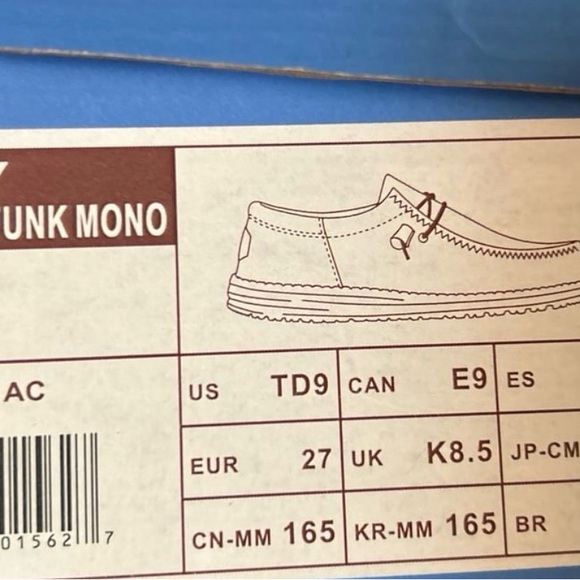 UNK MONO
AC
US TD9 CAN E9 ES
EUR 27 UK K8.5 JP-CM
CN-MM 165 KR-MM 165 BR
01562 7